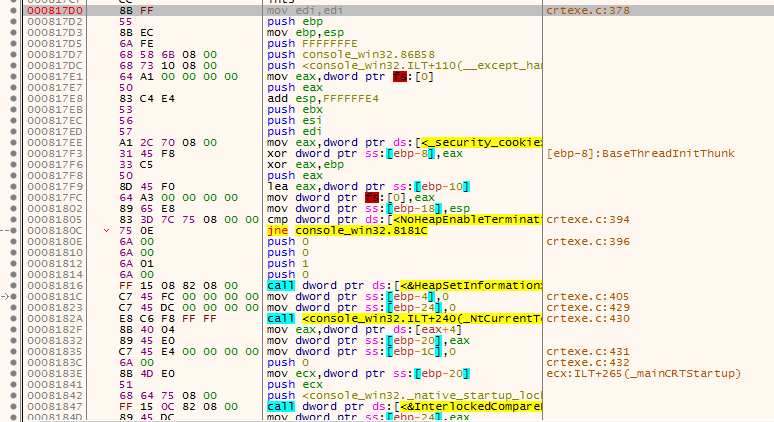 000817D0 8B FF mov edi,edi crtexe.c:378
000817D2 55 push ebp
000817D3 8B EC mov ebp,esp
000817D5 6A FE push FFFFFFFE
000817D7 68 58 6B 08 00 push console_win32.86B58
000817DC 68 73 10 08 00 push <console_win32.ILT+110(__except_han
000817E1 64 A1 00 00 00 00 mov eax,dword ptr fs:[0]
000817E7 50 push eax
000817E8 83 C4 E4 add esp,FFFFFFE4
000817EB 53 push ebx
000817EC 56 push esi
000817ED 57 push edi
000817EE A1 2C 70 08 00 mov eax,dword ptr ds:[<_security_cookie>
000817F3 31 45 F8 xor dword ptr ss:[ebp-8],eax [ebp-8]:BaseThreadInitThunk
000817F6 33 C5 xor eax,ebp
000817F8 50 push eax
000817F9 8D 45 F0 lea eax,dword ptr ss:[ebp-10]
000817FC 64 A3 00 00 00 00 mov dword ptr fs:[0],eax
00081802 89 65 E8 mov dword ptr ss:[ebp-18],esp
00081805 83 3D 7C 75 08 00 00 cmp dword ptr ds:[<NoHeapEnableTerminati crtexe.c:394
0008180C 75 0E jne console_win32.8181C
0008180E 6A 00 push 0 crtexe.c:396
00081810 6A 00 push 0
00081812 6A 01 push 1
00081814 6A 00 push 0
00081816 FF 15 08 82 08 00 call dword ptr ds:[<&HeapSetInformation>
0008181C C7 45 FC 00 00 00 00 mov dword ptr ss:[ebp-4],0 crtexe.c:405
00081823 C7 45 DC 00 00 00 00 mov dword ptr ss:[ebp-24],0 crtexe.c:429
0008182A E8 C6 F8 FF FF call <console_win32.ILT+240(_NtCurrentTe crtexe.c:430
0008182F 8B 40 04 mov eax,dword ptr ds:[eax+4]
00081832 89 45 E0 mov dword ptr ss:[ebp-20],eax
00081835 C7 45 E4 00 00 00 00 mov dword ptr ss:[ebp-1C],0 crtexe.c:431
0008183C 6A 00 push 0 crtexe.c:432
0008183E 8B 4D E0 mov ecx,dword ptr ss:[ebp-20] ecx:ILT+265(_mainCRTStartup)
00081841 51 push ecx
00081842 68 64 75 08 00 push <console_win32._native_startup_loc
00081847 FF 15 0C 82 08 00 call dword ptr ds:[<&InterlockedCompareE
0008184D 89 45 DC mov dword ptr ss:[ebp-24],eax